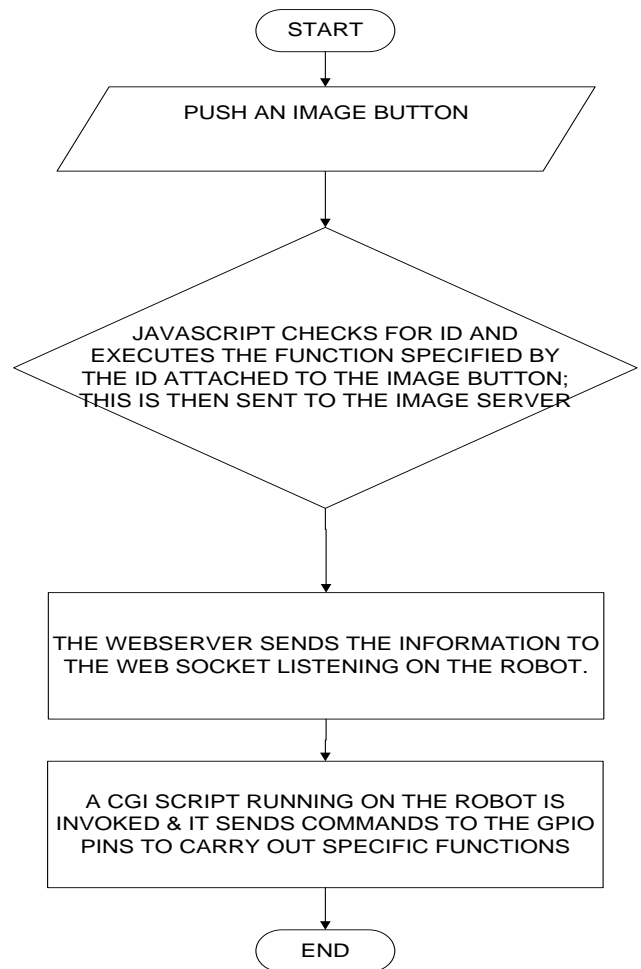 START
PUSH AN IMAGE BUTTON
JAVASCRIPT CHECKS FOR ID AND
EXECUTES THE FUNCTION SPECIFIED BY
THE ID ATTACHED TO THE IMAGE BUTTON;
THIS IS THEN SENT TO THE IMAGE SERVER
THE WEBSERVER SENDS THE INFORMATION TO
THE WEB SOCKET LISTENING ON THE ROBOT.
A CGI SCRIPT RUNNING ON THE ROBOT IS
INVOKED & IT SENDS COMMANDS TO THE GPIO
PINS TO CARRY OUT SPECIFIC FUNCTIONS
END